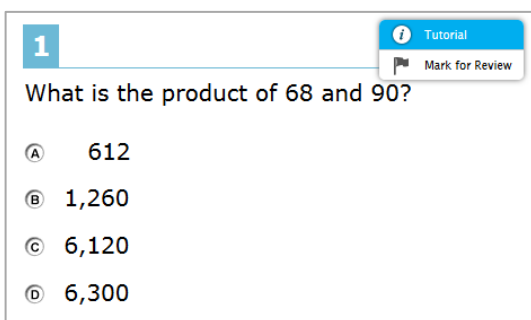 1
Tutorial
Mark for Review
What is the product of 68 and 90?
A 612
B 1,260
C 6,120
D 6,300